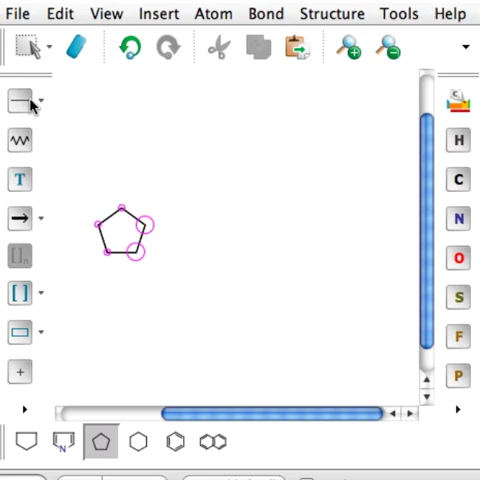 File Edit View Insert Atom Bond Structure Tools Help
C
H
C
T
N
[ ]n
O
[ ]
S
F
+
P
N